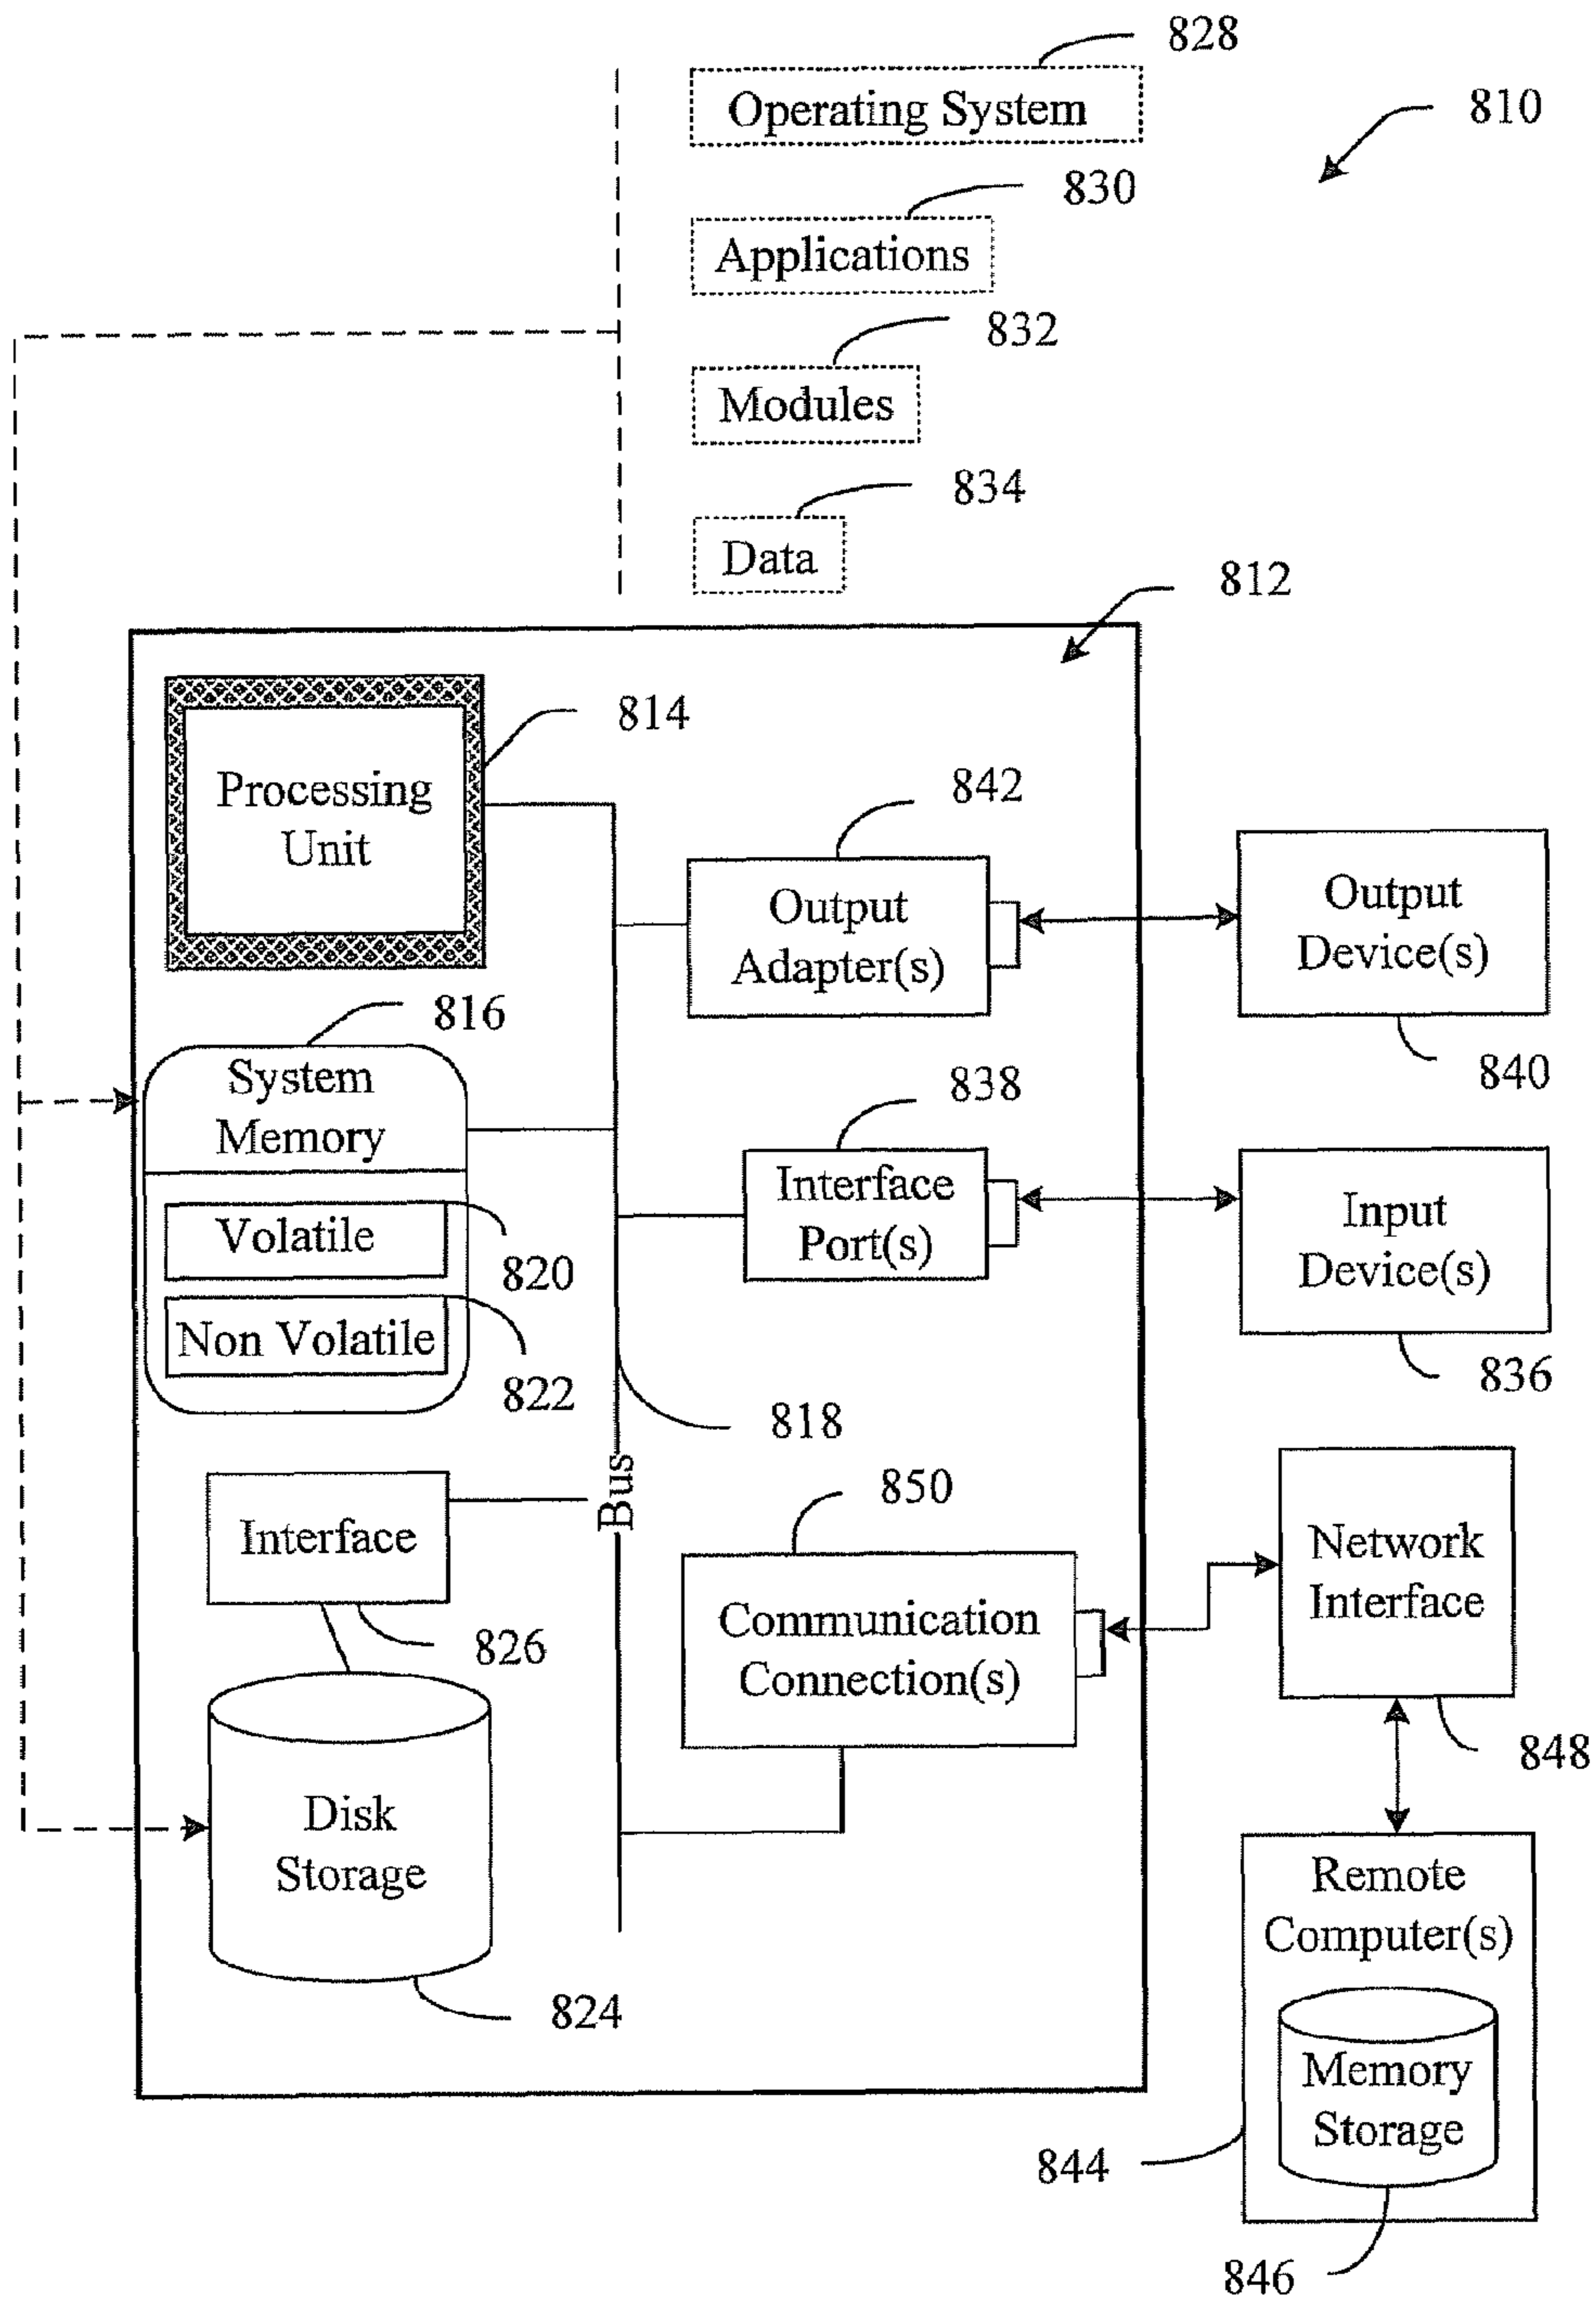 828
Operating System
810
830
Applications
832
Modules
834
Data
812
814
Processing
Unit
842
Output
Adapter(s)
Output
Device(s)
840
816
System
Memory
838
Interface
Port(s)
Input
Device(s)
836
Volatile
820
Non Volatile
822
818
Bus
850
Interface
826
Communication
Connection(s)
Network
Interface
848
Disk
Storage
824
Remote
Computer(s)
Memory
Storage
844
846